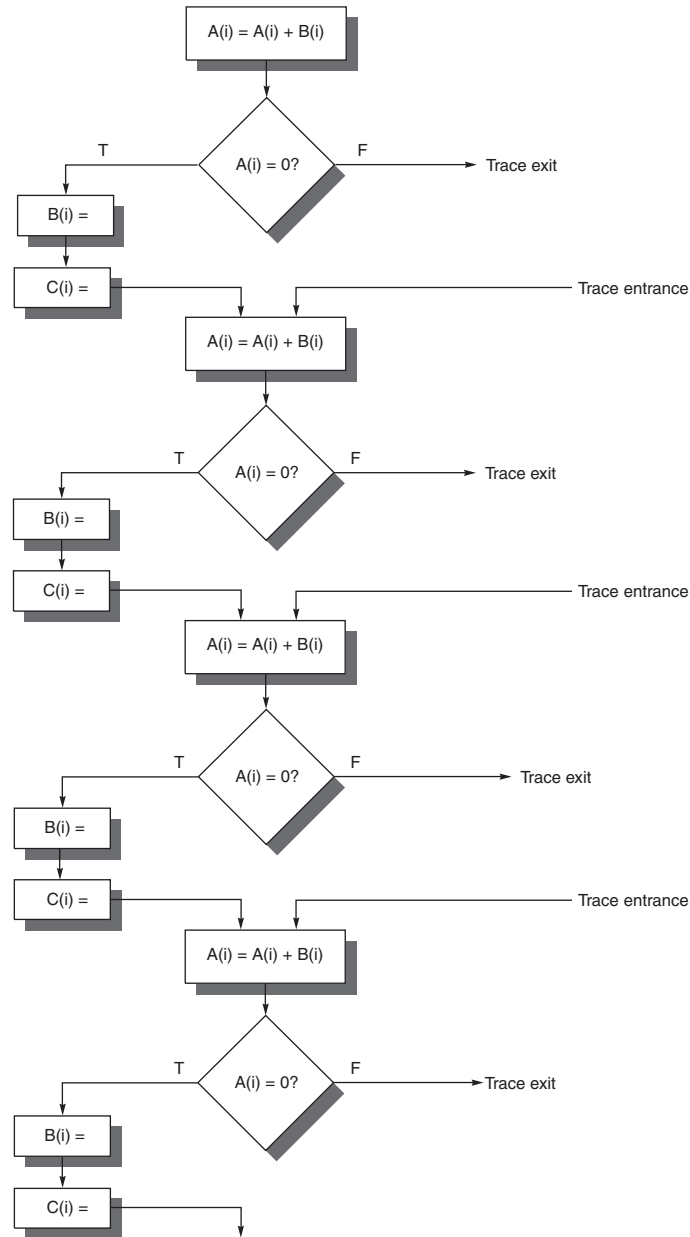 A(i) = A(i) + B(i)
T
A(i) = 0?
F
Trace exit
B(i) =
C(i) =
Trace entrance
A(i) = A(i) + B(i)
T
A(i) = 0?
F
Trace exit
B(i) =
C(i) =
Trace entrance
A(i) = A(i) + B(i)
T
A(i) = 0?
F
Trace exit
B(i) =
C(i) =
Trace entrance
A(i) = A(i) + B(i)
T
A(i) = 0?
F
Trace exit
B(i) =
C(i) =